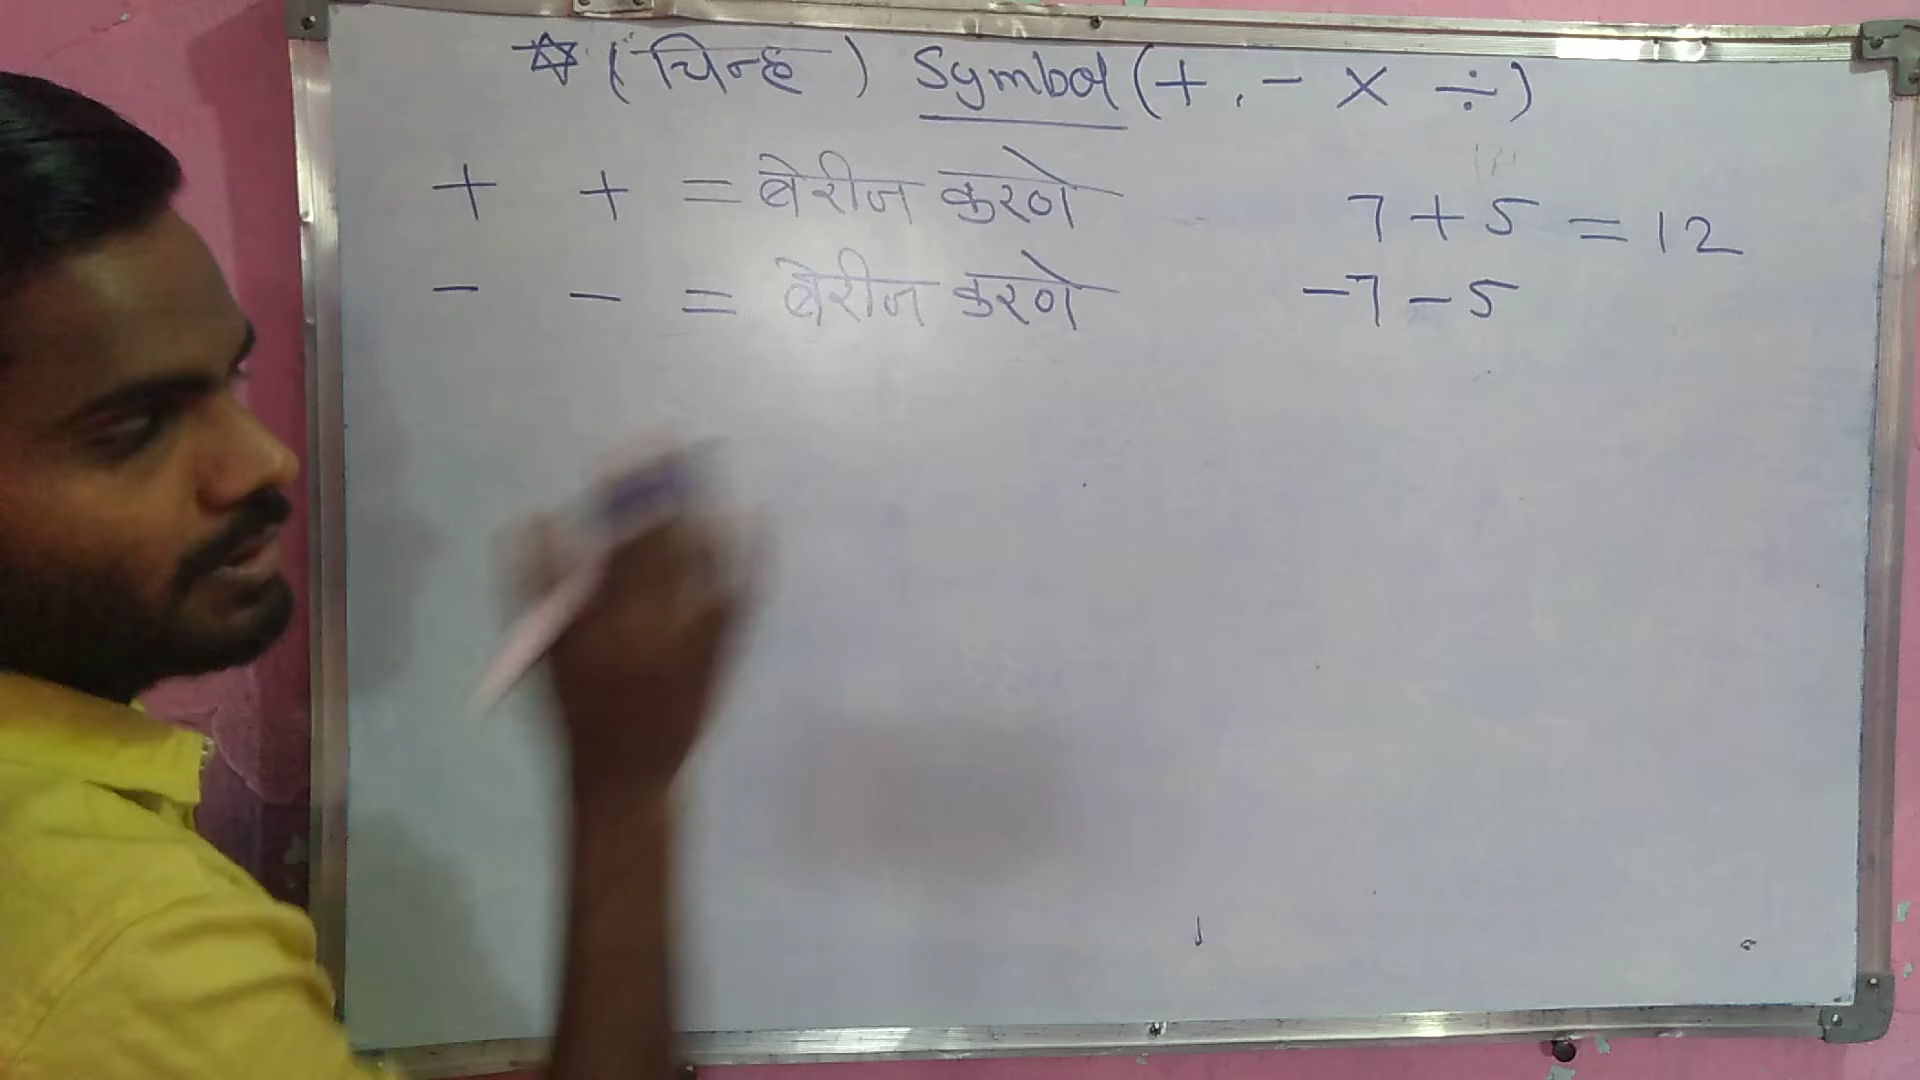 ☆ (चिन्ह) Symbol (+, - × ÷)
+ + = बेरीज करणे 7 + 5 = 12
- - = बेरीज करणे -7 - 5